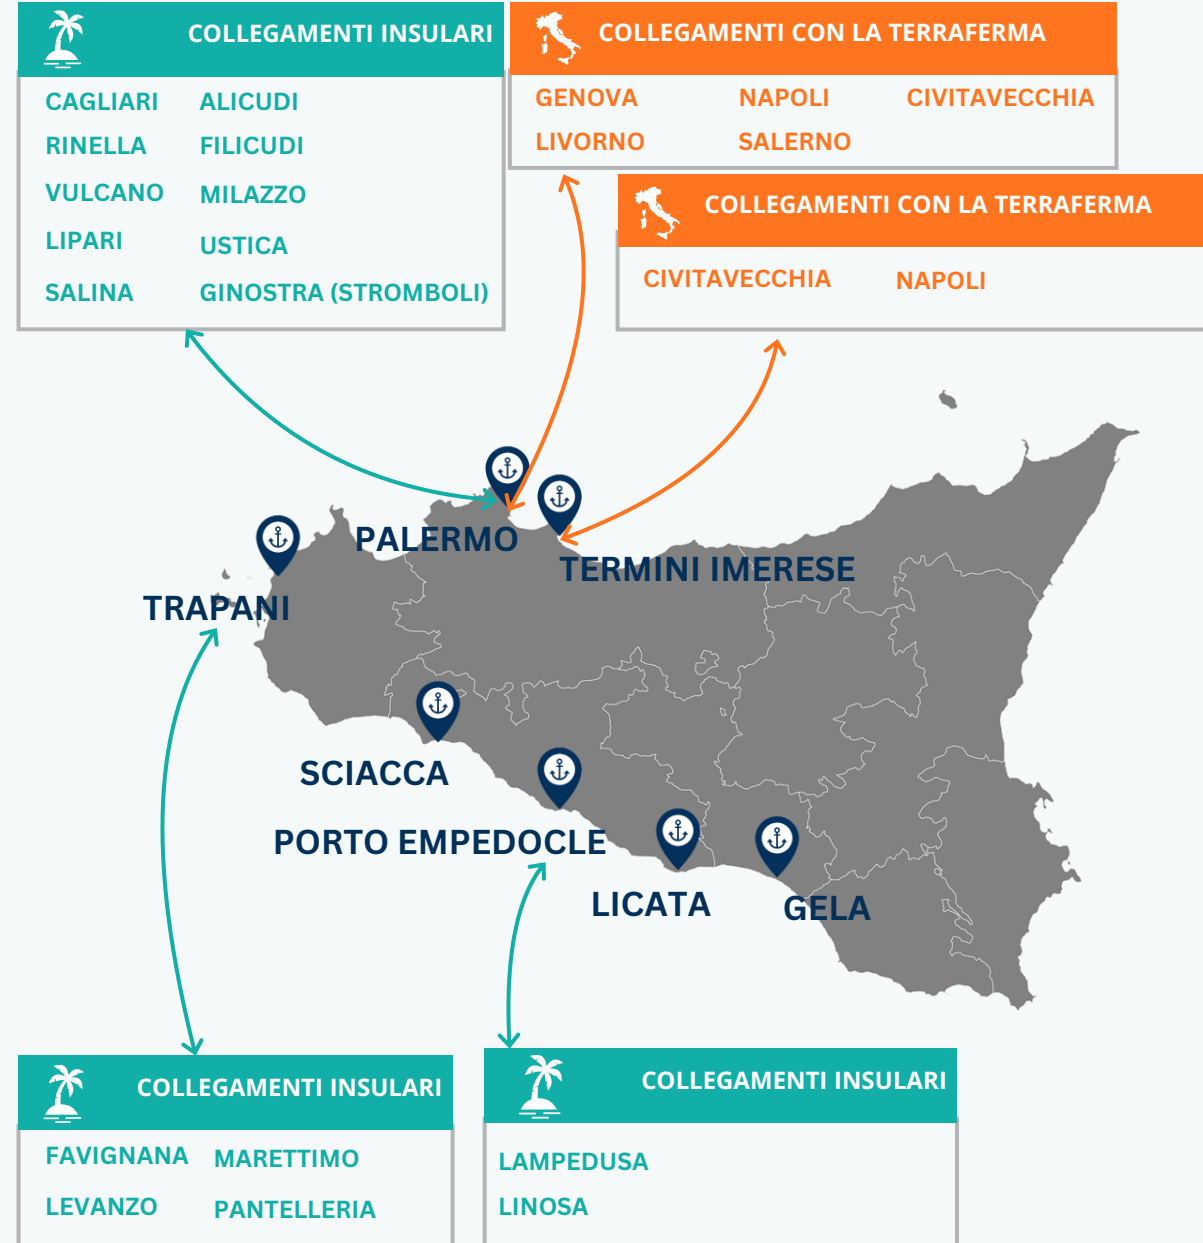 COLLEGAMENTI INSULARI
CAGLIARI ALICUDI
RINELLA FILICUDI
VULCANO MILAZZO
LIPARI USTICA
SALINA GINOSTRA (STROMBOLI)
COLLEGAMENTI CON LA TERRAFERMA
GENOVA NAPOLI CIVITAVECCHIA
LIVORNO SALERNO
COLLEGAMENTI CON LA TERRAFERMA
CIVITAVECCHIA NAPOLI
PALERMO
TERMINI IMERESE
TRAPANI
SCIACCA
PORTO EMPEDOCLE
LICATA
GELA
COLLEGAMENTI INSULARI
FAVIGNANA MARETTIMO
LEVANZO PANTELLERIA
COLLEGAMENTI INSULARI
LAMPEDUSA
LINOSA